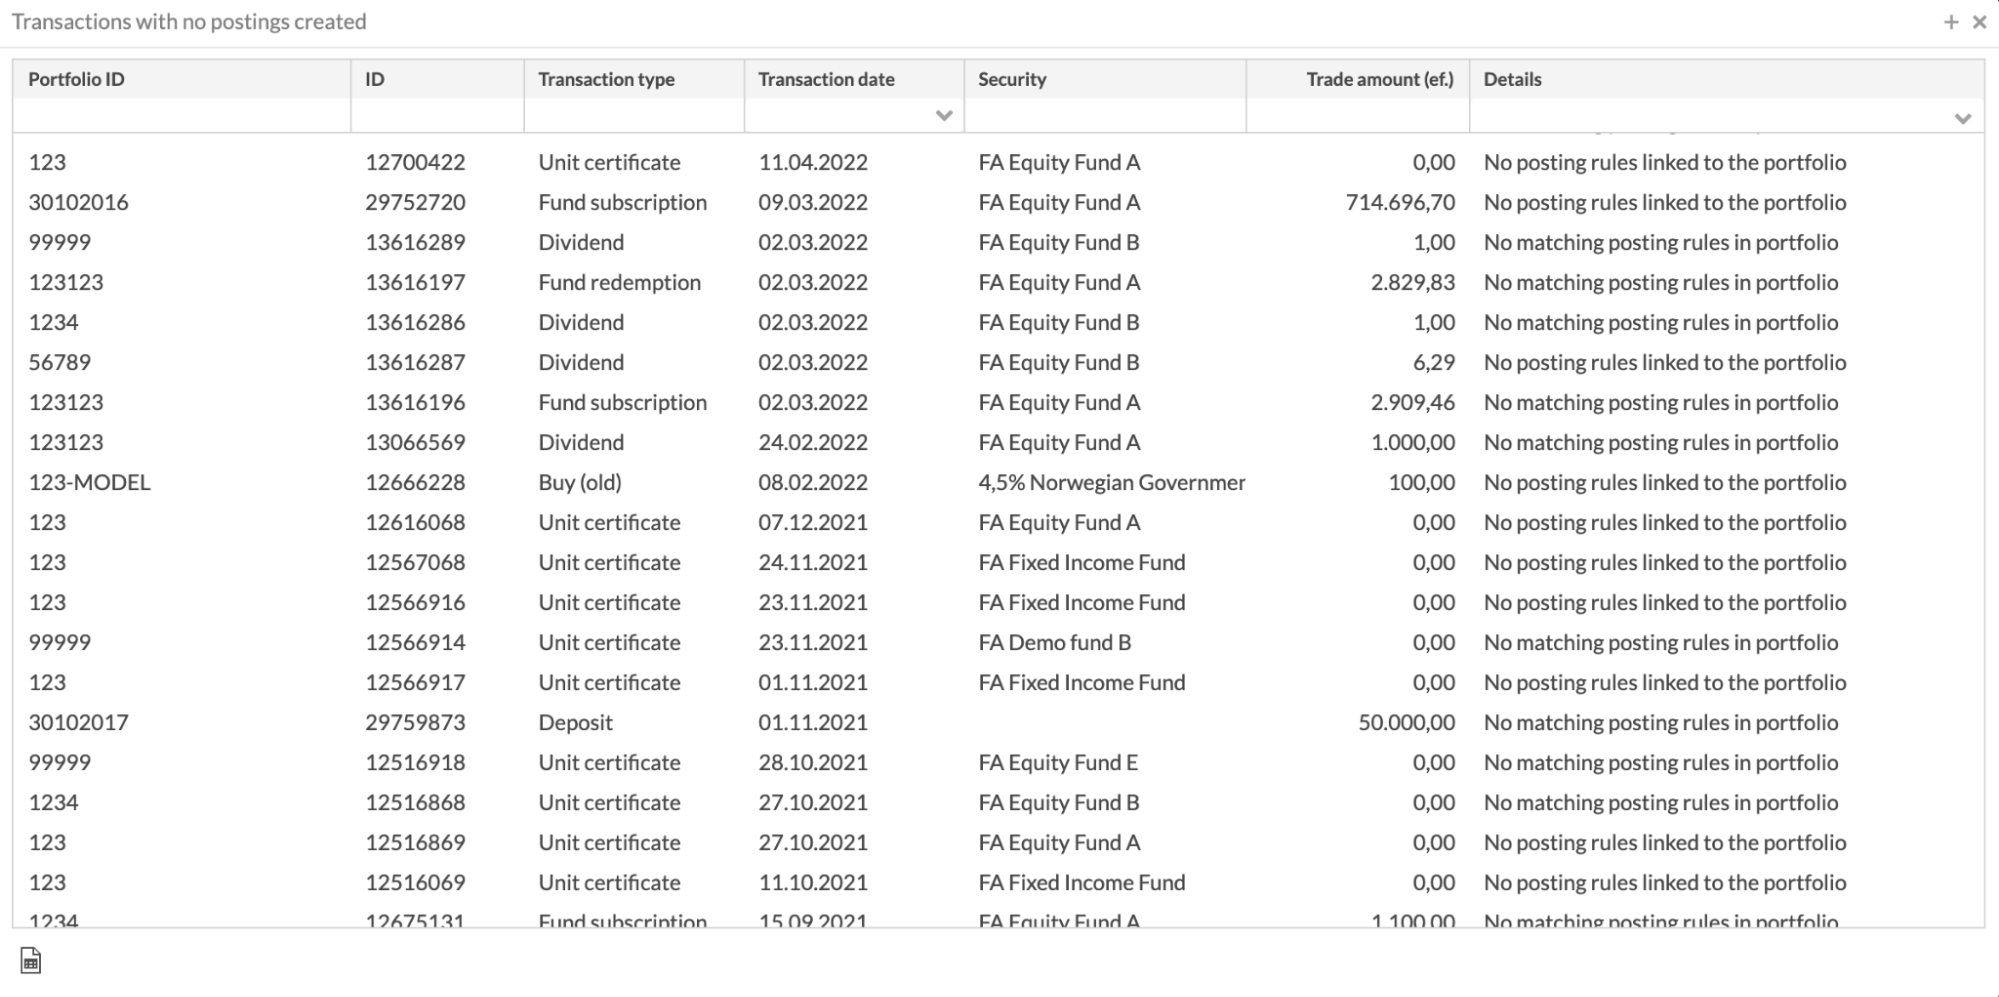 Transactions with no postings created
Portfolio ID ID Transaction type Transaction date Security Trade amount (ef.) Details
123 12700422 Unit certificate 11.04.2022 FA Equity Fund A 0,00 No posting rules linked to the portfolio
30102016 29752720 Fund subscription 09.03.2022 FA Equity Fund A 714.696,70 No posting rules linked to the portfolio
99999 13616289 Dividend 02.03.2022 FA Equity Fund B 1,00 No matching posting rules in portfolio
123123 13616197 Fund redemption 02.03.2022 FA Equity Fund A 2.829,83 No matching posting rules in portfolio
1234 13616286 Dividend 02.03.2022 FA Equity Fund B 1,00 No matching posting rules in portfolio
56789 13616287 Dividend 02.03.2022 FA Equity Fund B 6,29 No posting rules linked to the portfolio
123123 13616196 Fund subscription 02.03.2022 FA Equity Fund A 2.909,46 No matching posting rules in portfolio
123123 13066569 Dividend 24.02.2022 FA Equity Fund A 1.000,00 No matching posting rules in portfolio
123-MODEL 12666228 Buy (old) 08.02.2022 4,5% Norwegian Governmer 100,00 No posting rules linked to the portfolio
123 12616068 Unit certificate 07.12.2021 FA Equity Fund A 0,00 No posting rules linked to the portfolio
123 12567068 Unit certificate 24.11.2021 FA Fixed Income Fund 0,00 No posting rules linked to the portfolio
123 12566916 Unit certificate 23.11.2021 FA Fixed Income Fund 0,00 No posting rules linked to the portfolio
99999 12566914 Unit certificate 23.11.2021 FA Demo fund B 0,00 No matching posting rules in portfolio
123 12566917 Unit certificate 01.11.2021 FA Fixed Income Fund 0,00 No posting rules linked to the portfolio
30102017 29759873 Deposit 01.11.2021 50.000,00 No matching posting rules in portfolio
99999 12516918 Unit certificate 28.10.2021 FA Equity Fund E 0,00 No matching posting rules in portfolio
1234 12516868 Unit certificate 27.10.2021 FA Equity Fund B 0,00 No matching posting rules in portfolio
123 12516869 Unit certificate 27.10.2021 FA Equity Fund A 0,00 No posting rules linked to the portfolio
123 12516069 Unit certificate 11.10.2021 FA Fixed Income Fund 0,00 No posting rules linked to the portfolio
1234 12675131 Fund subscription 15.09.2021 FA Equity Fund A 1.100,00 No matching posting rules in portfolio